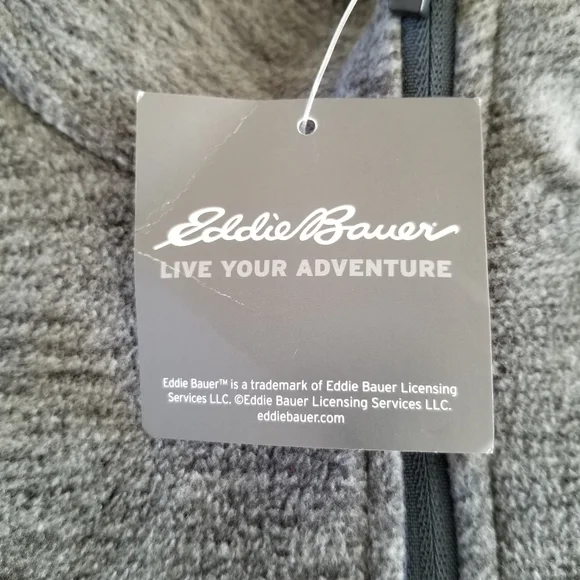 Eddie Bauer
LIVE YOUR ADVENTURE
Eddie Bauer™ is a trademark of Eddie Bauer Licensing
Services LLC. ©Eddie Bauer Licensing Services LLC.
eddiebauer.com